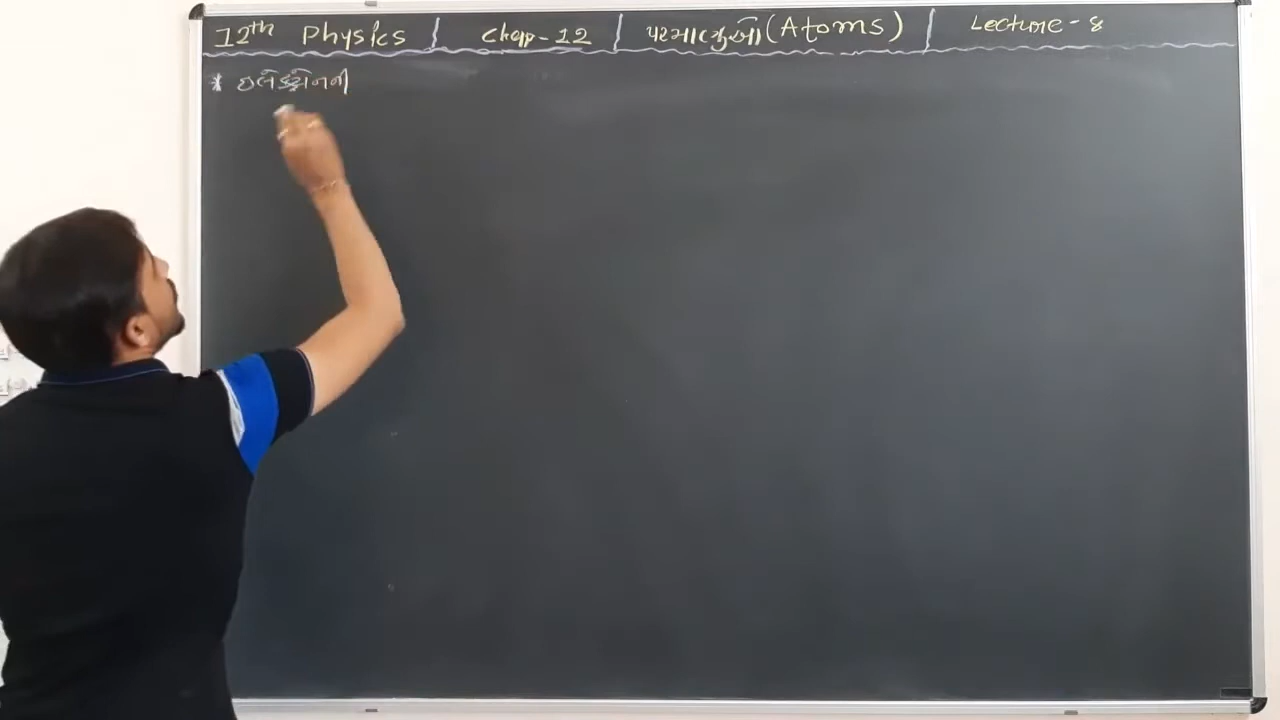 12th Physics | Chap-12 | પરમાણુઓ (Atoms) | Lecture-8
* ઇલેક્ટ્રોનની